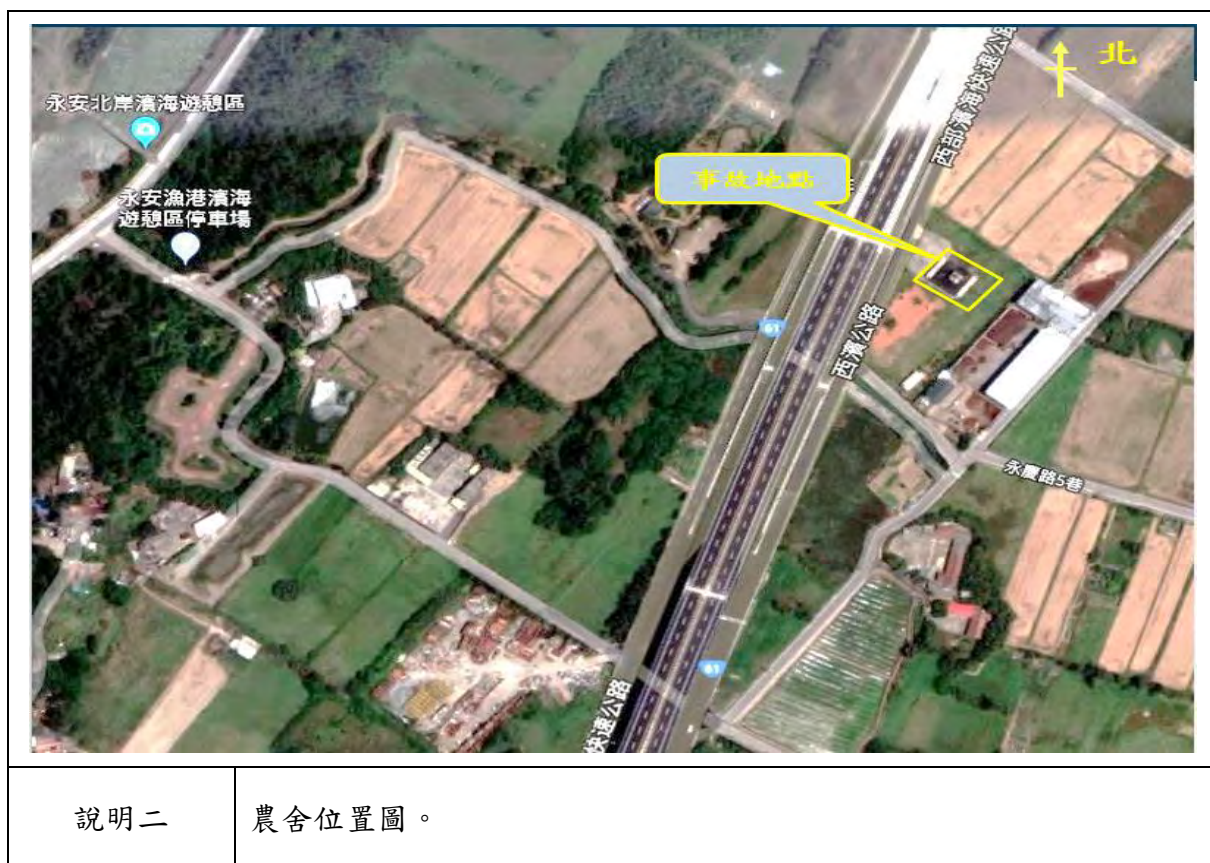 北
永安北岸濱海遊憩區
西部濱海快速公路
事故地點
永安漁港濱海
遊憩區停車場
61
西濱公路
永慶路5巷
61
快速公路
說明二
農舍位置圖。